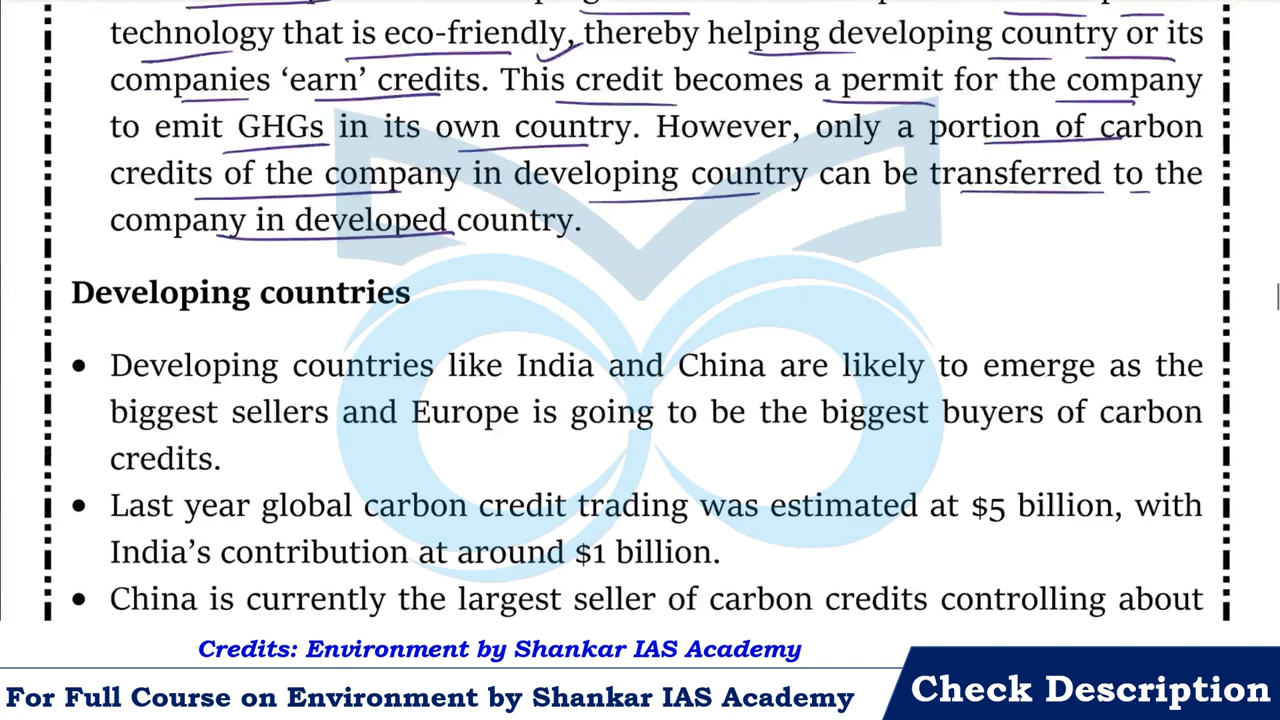 technology that is eco-friendly, thereby helping developing country or its
companies ‘earn’ credits. This credit becomes a permit for the company
to emit GHGs in its own country. However, only a portion of carbon
credits of the company in developing country can be transferred to the
company in developed country.
Developing countries
• Developing countries like India and China are likely to emerge as the
biggest sellers and Europe is going to be the biggest buyers of carbon
credits.
• Last year global carbon credit trading was estimated at $5 billion, with
India’s contribution at around $1 billion.
• China is currently the largest seller of carbon credits controlling about
Credits: Environment by Shankar IAS Academy
For Full Course on Environment by Shankar IAS Academy
Check Description